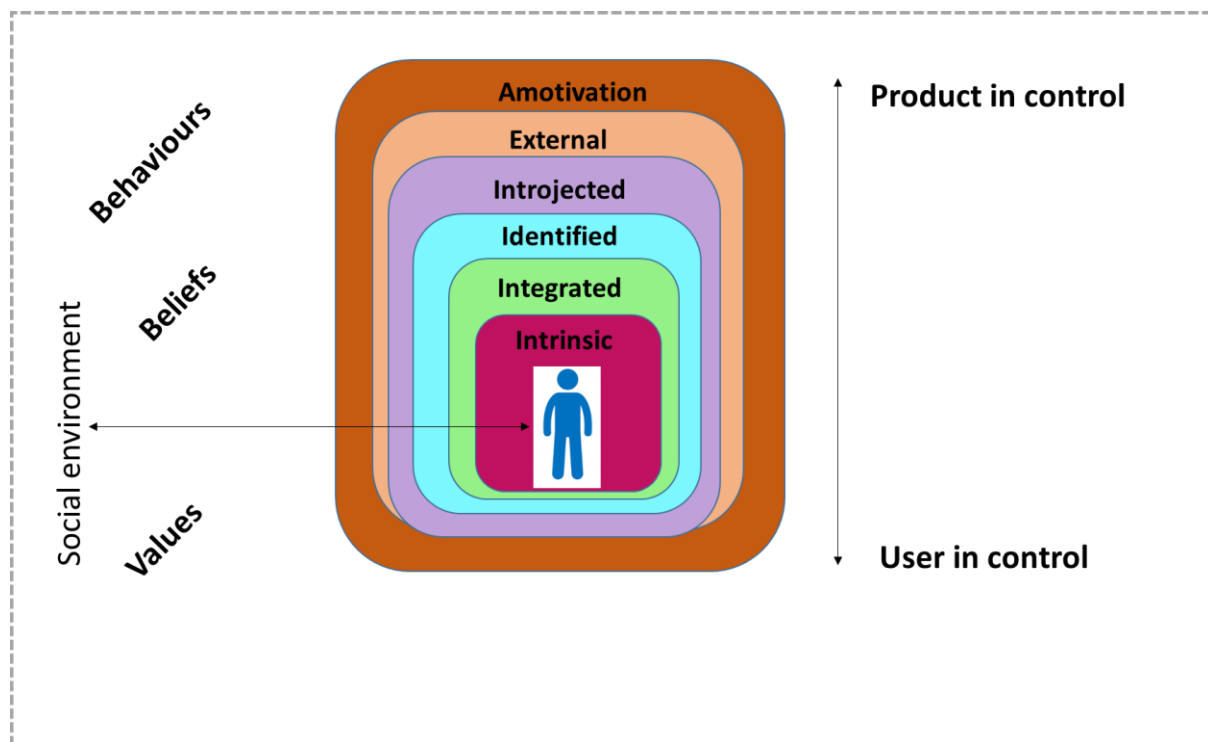 Amotivation
External
Introjected
Identified
Integrated
Intrinsic
Behaviours
Beliefs
Values
Social environment
Product in control
User in control